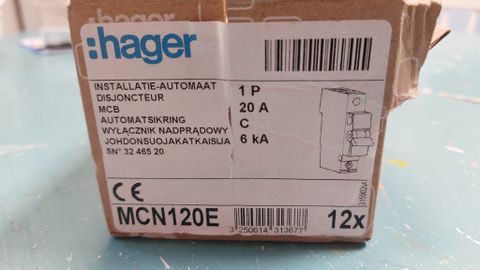 :hager
INSTALLATIE-AUTOMAAT 1 P
DISJONCTEUR 20 A
MCB
AUTOMATSIKRING C
WYŁĄCZNIK NADPRĄDOWY 6 kA
JOHDONSUOJAKATKAISIJA
SN° 32 465 20
CE
MCN120E
3 250614 313677
12x